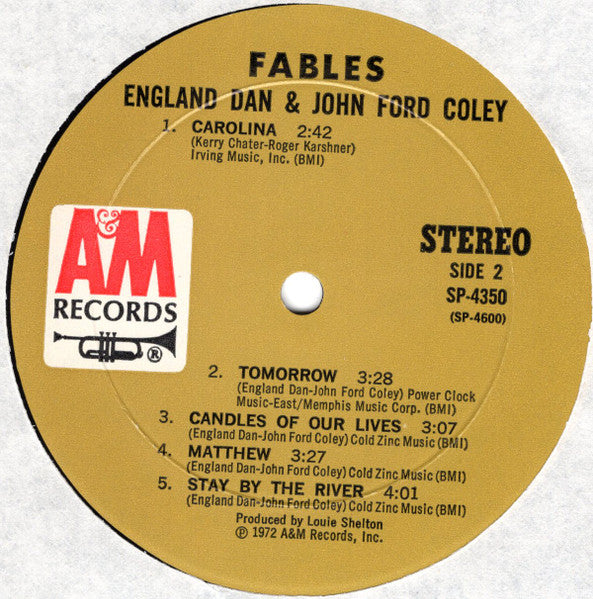 FABLES
ENGLAND DAN & JOHN FORD COLEY
1. CAROLINA 2:42
(Kerry Chater-Roger Karshner)
Irving Music, Inc. (BMI)
A&M
RECORDS
®
STEREO
SIDE 2
SP-4350
(SP-4600)
2. TOMORROW 3:28
(England Dan-John Ford Coley) Power Clock
Music-East/Memphis Music Corp. (BMI)
3. CANDLES OF OUR LIVES 3:07
(England Dan-John Ford Coley) Cold Zinc Music (BMI)
4. MATTHEW 3:27
(England Dan-John Ford Coley) Cold Zinc Music (BMI)
5. STAY BY THE RIVER 4:01
(England Dan-John Ford Coley) Cold Zinc Music (BMI)
Produced by Louie Shelton
℗ 1972 A&M Records, Inc.